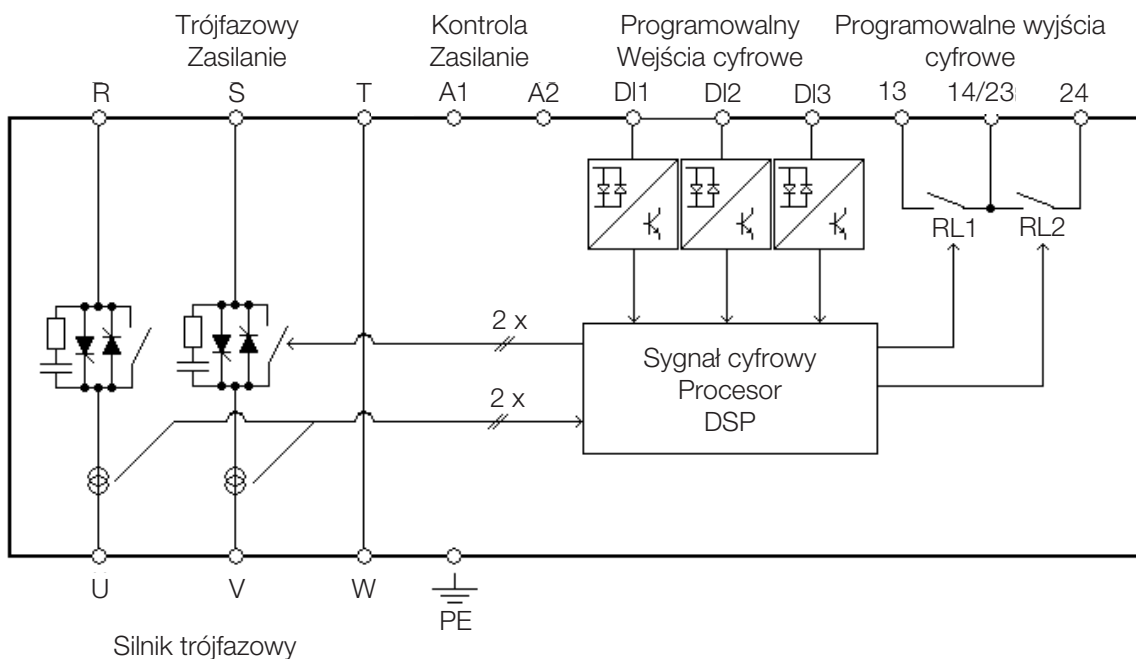 Trójfazowy
Zasilanie
Kontrola
Zasilanie
Programowalny
Wejścia cyfrowe
Programowalne wyjścia
cyfrowe
R S T A1 A2 DI1 DI2 DI3 13 14/23 24
RL1 RL2
2 x
Sygnał cyfrowy
Procesor
DSP
2 x
U V W
PE
Silnik trójfazowy